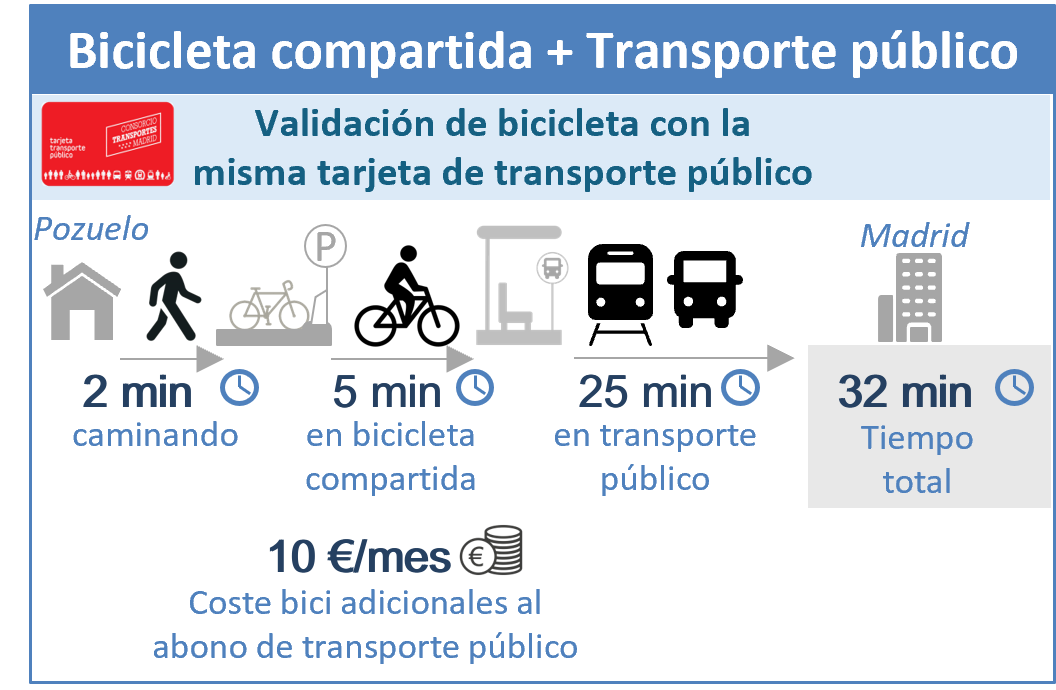 Bicicleta compartida + Transporte público
Validación de bicicleta con la
misma tarjeta de transporte público
tarjeta
transporte
público
CONSORCIO
TRANSPORTES
MADRID
Pozuelo
P
Madrid
2 min
caminando
5 min
en bicicleta
compartida
25 min
en transporte
público
32 min
Tiempo
total
10 €/mes
€
Coste bici adicionales al
abono de transporte público